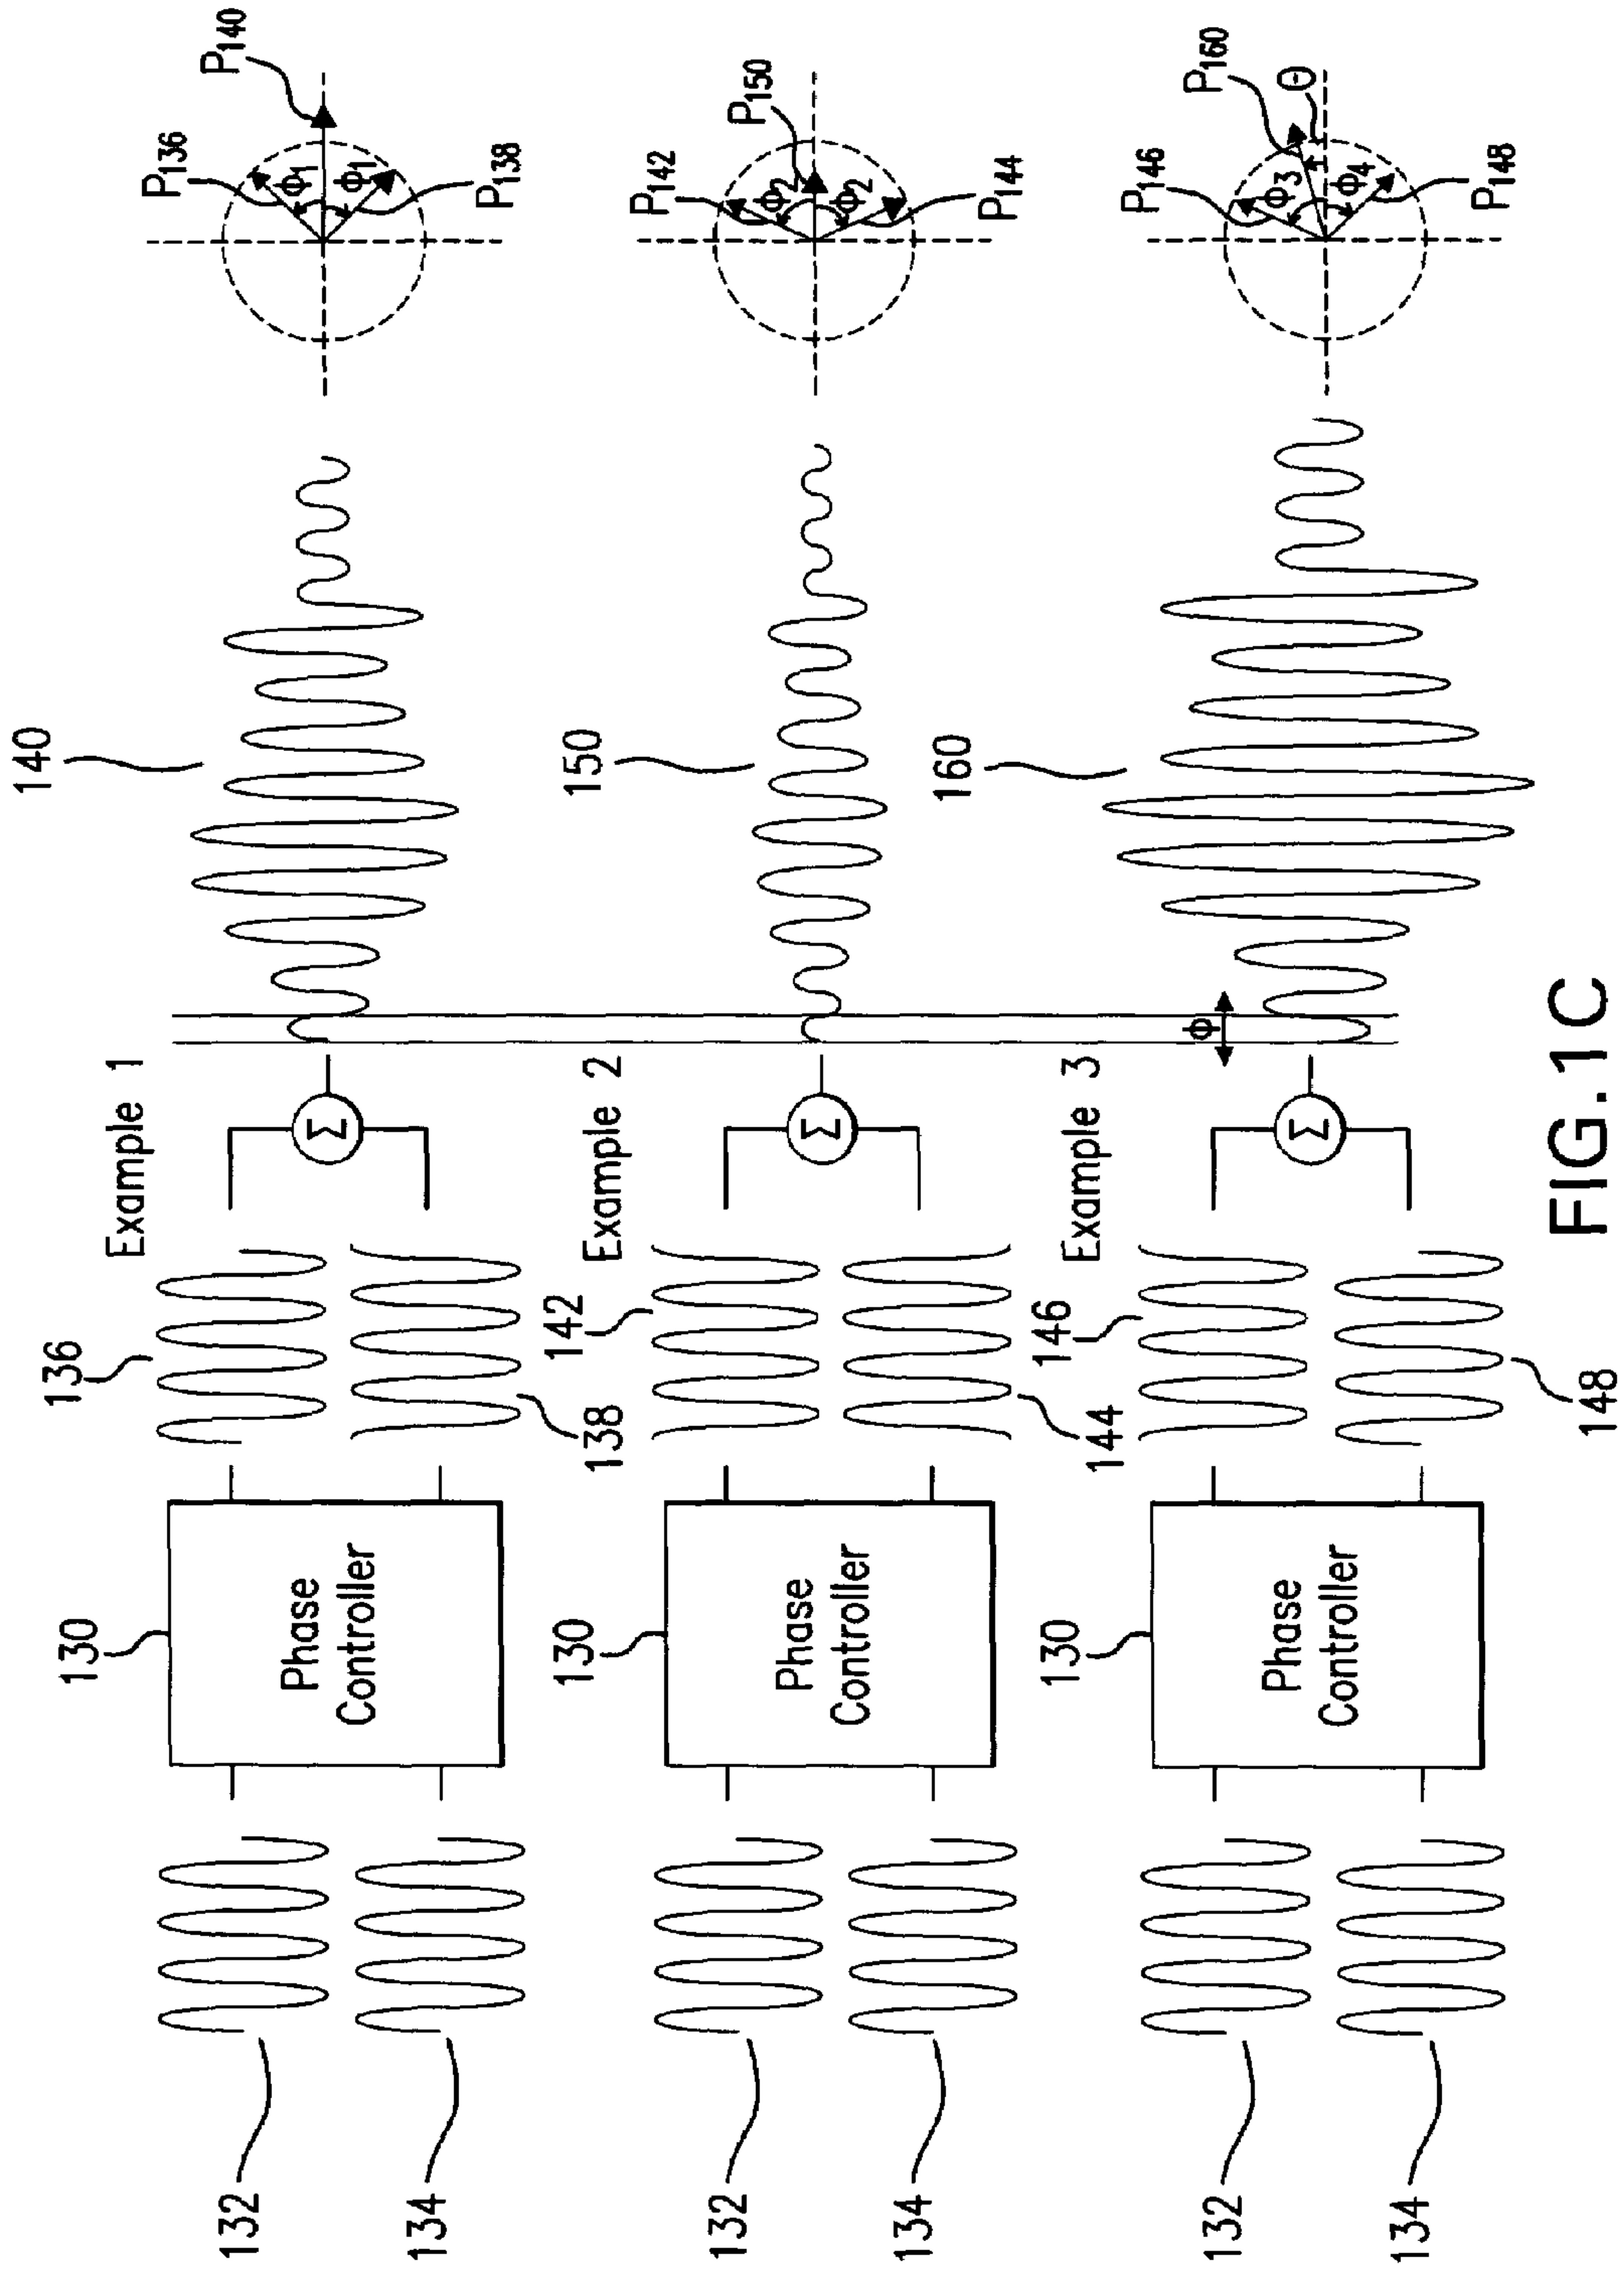 Example 1
132
134
130
Phase
Controller
136
138
Σ
140
P136
ϕ1
ϕ1
P138
P140
Example 2
132
134
130
Phase
Controller
142
144
Σ
150
P142
ϕ2
ϕ2
P144
P150
Example 3
132
134
130
Phase
Controller
146
148
Σ
ϕ
160
P146
ϕ3
ϕ4
P148
P160
Θ
FIG.1C